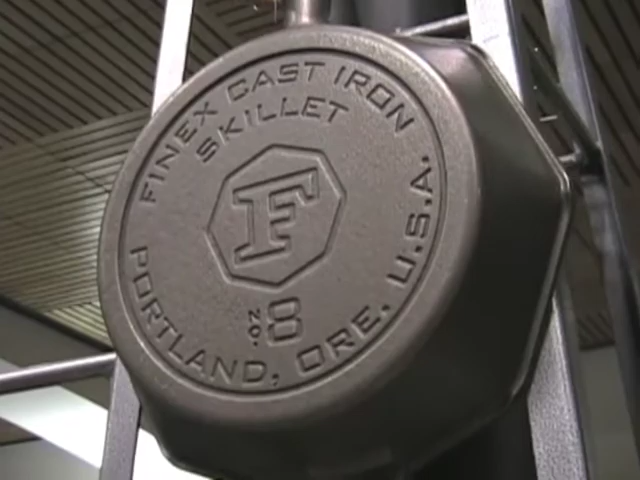 FINEX CAST IRON
SKILLET
F
NO. 8
PORTLAND, ORE. U.S.A.